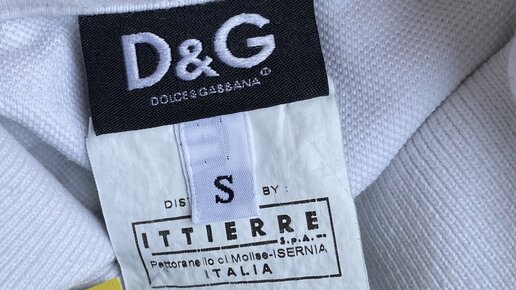 D&G
DOLCE&GABBANA®
S
DIST BY :
ITTIERRE
S.p.A.
Pettoranello di Molise-ISERNIA
ITALIA